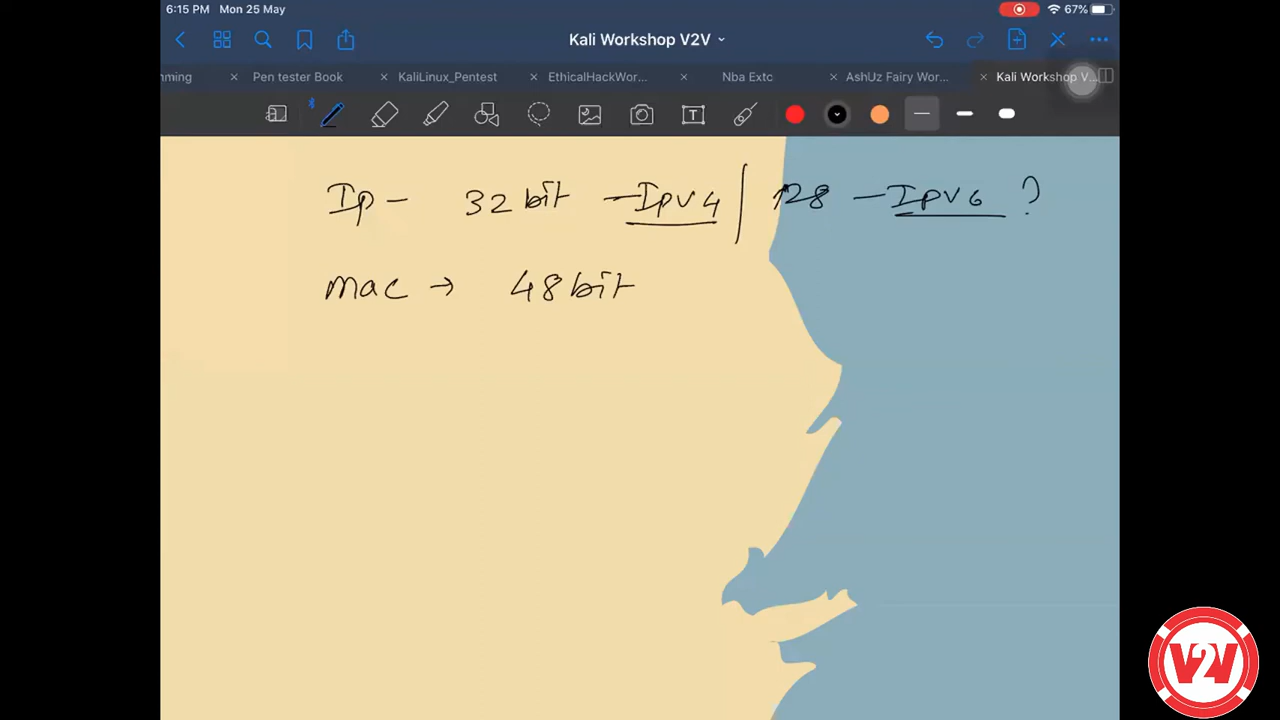 6:15 PM Mon 25 May
67%
Kali Workshop V2V
mming
Pen tester Book
KaliLinux_Pentest
EthicalHackWor...
Nba Extc
AshUz Fairy Wor...
Kali Workshop V...
T
Ip - 32 bit - IPV4 | 128 - IPV6 ?
mac → 48 bit
V2V